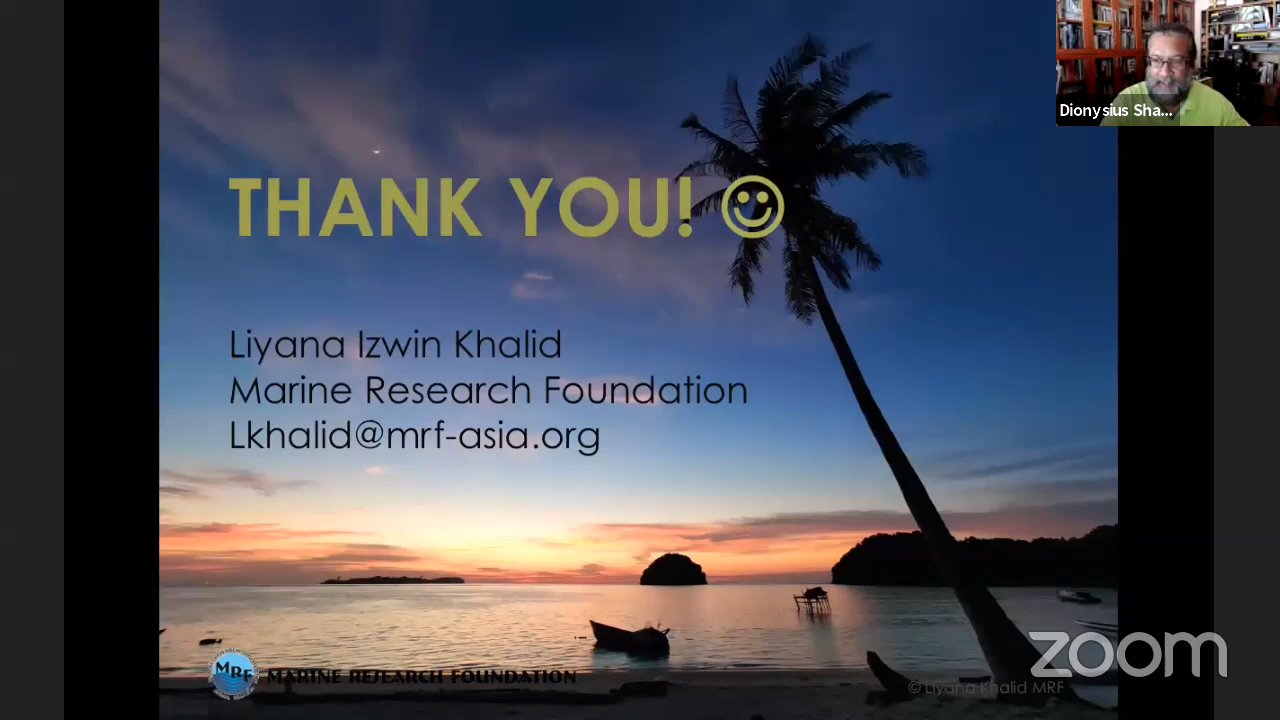 Dionysius Sha...
THANK YOU! ☺
Liyana Izwin Khalid
Marine Research Foundation
Lkhalid@mrf-asia.org
MRF
MARINE RESEARCH FOUNDATION
© Liyana Khalid MRF
zoom